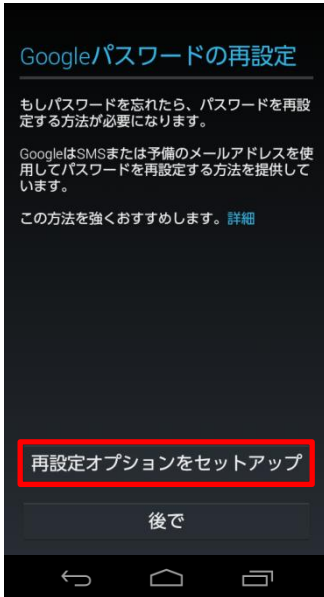 Googleパスワードの再設定
もしパスワードを忘れたら、パスワードを再設
定する方法が必要になります。
GoogleはSMSまたは予備のメールアドレスを使
用してパスワードを再設定する方法を提供して
います。
この方法を強くおすすめします。詳細
再設定オプションをセットアップ
後で